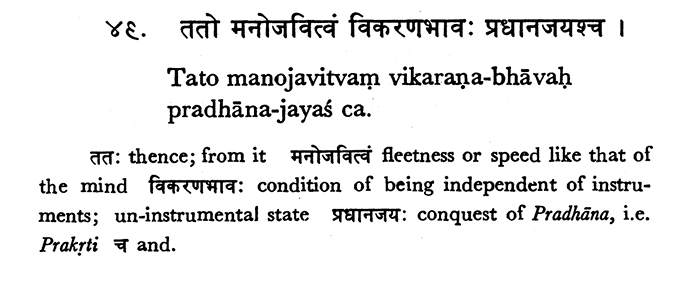 ४९. ततो मनोजवित्वं विकरणभावः प्रधानजयश्च ।
Tato manojavitvaṃ vikaraṇa-bhāvaḥ
pradhāna-jayaś ca.
ततः thence; from it मनोजवित्वं fleetness or speed like that of
the mind विकरणभावः condition of being independent of instru-
ments; un-instrumental state प्रधानजयः conquest of Pradhāna, i.e.
Prakṛti च and.